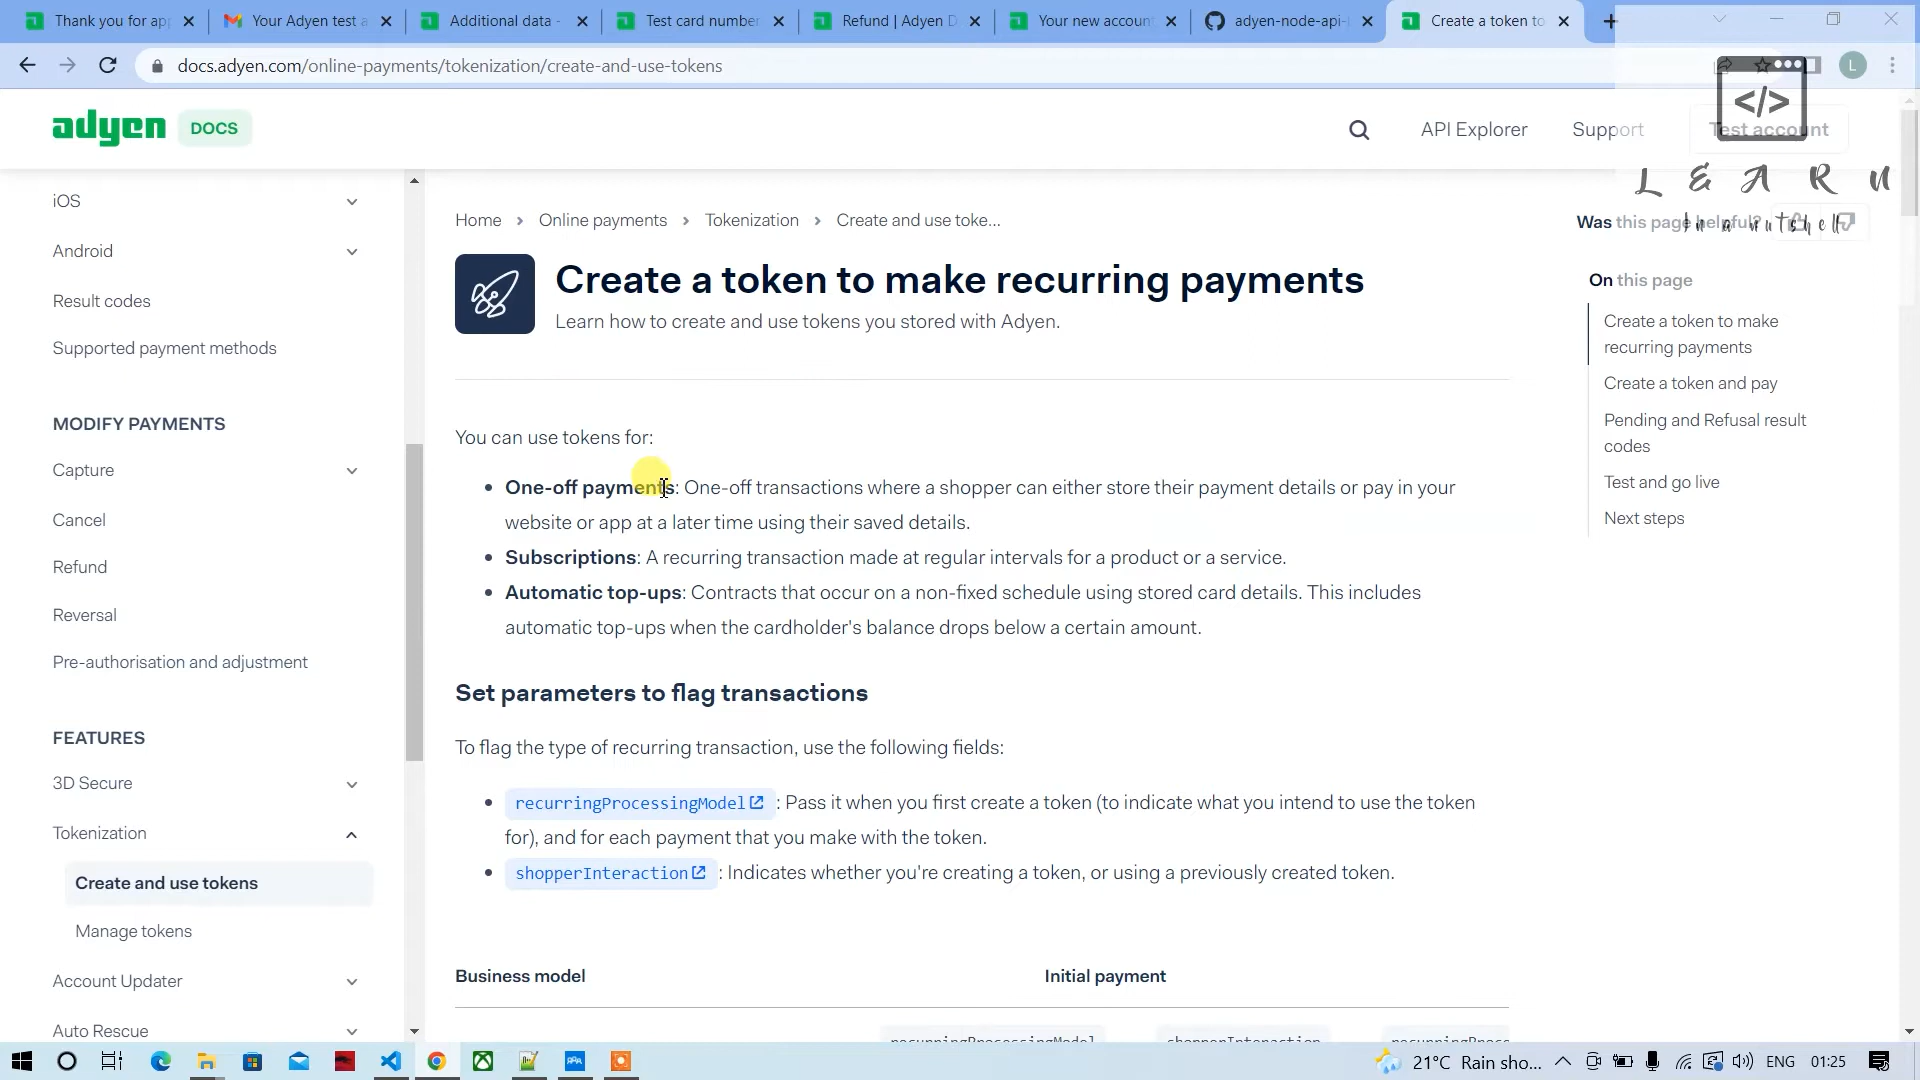 Thank you for ap
Your Adyen test a
Additional data -
Test card number
Refund | Adyen D
Your new account
adyen-node-api-
Create a token to
docs.adyen.com/online-payments/tokenization/create-and-use-tokens
L
adyen DOCS
API Explorer
Support
Test account
</>
LEARN
In a nutshell
iOS
Android
Result codes
Supported payment methods
MODIFY PAYMENTS
Capture
Cancel
Refund
Reversal
Pre-authorisation and adjustment
FEATURES
3D Secure
Tokenization
Create and use tokens
Manage tokens
Account Updater
Auto Rescue
Home > Online payments > Tokenization > Create and use toke...
Create a token to make recurring payments
Learn how to create and use tokens you stored with Adyen.
You can use tokens for:
• One-off payments: One-off transactions where a shopper can either store their payment details or pay in your
website or app at a later time using their saved details.
• Subscriptions: A recurring transaction made at regular intervals for a product or a service.
• Automatic top-ups: Contracts that occur on a non-fixed schedule using stored card details. This includes
automatic top-ups when the cardholder's balance drops below a certain amount.
Set parameters to flag transactions
To flag the type of recurring transaction, use the following fields:
• recurringProcessingModel : Pass it when you first create a token (to indicate what you intend to use the token
for), and for each payment that you make with the token.
• shopperInteraction : Indicates whether you're creating a token, or using a previously created token.
Business model
Initial payment
recurringProcessingModel
shopperInteraction
recurringProce
Was this page helpful?
On this page
Create a token to make
recurring payments
Create a token and pay
Pending and Refusal result
codes
Test and go live
Next steps
21°C Rain sho...
ENG
01:25